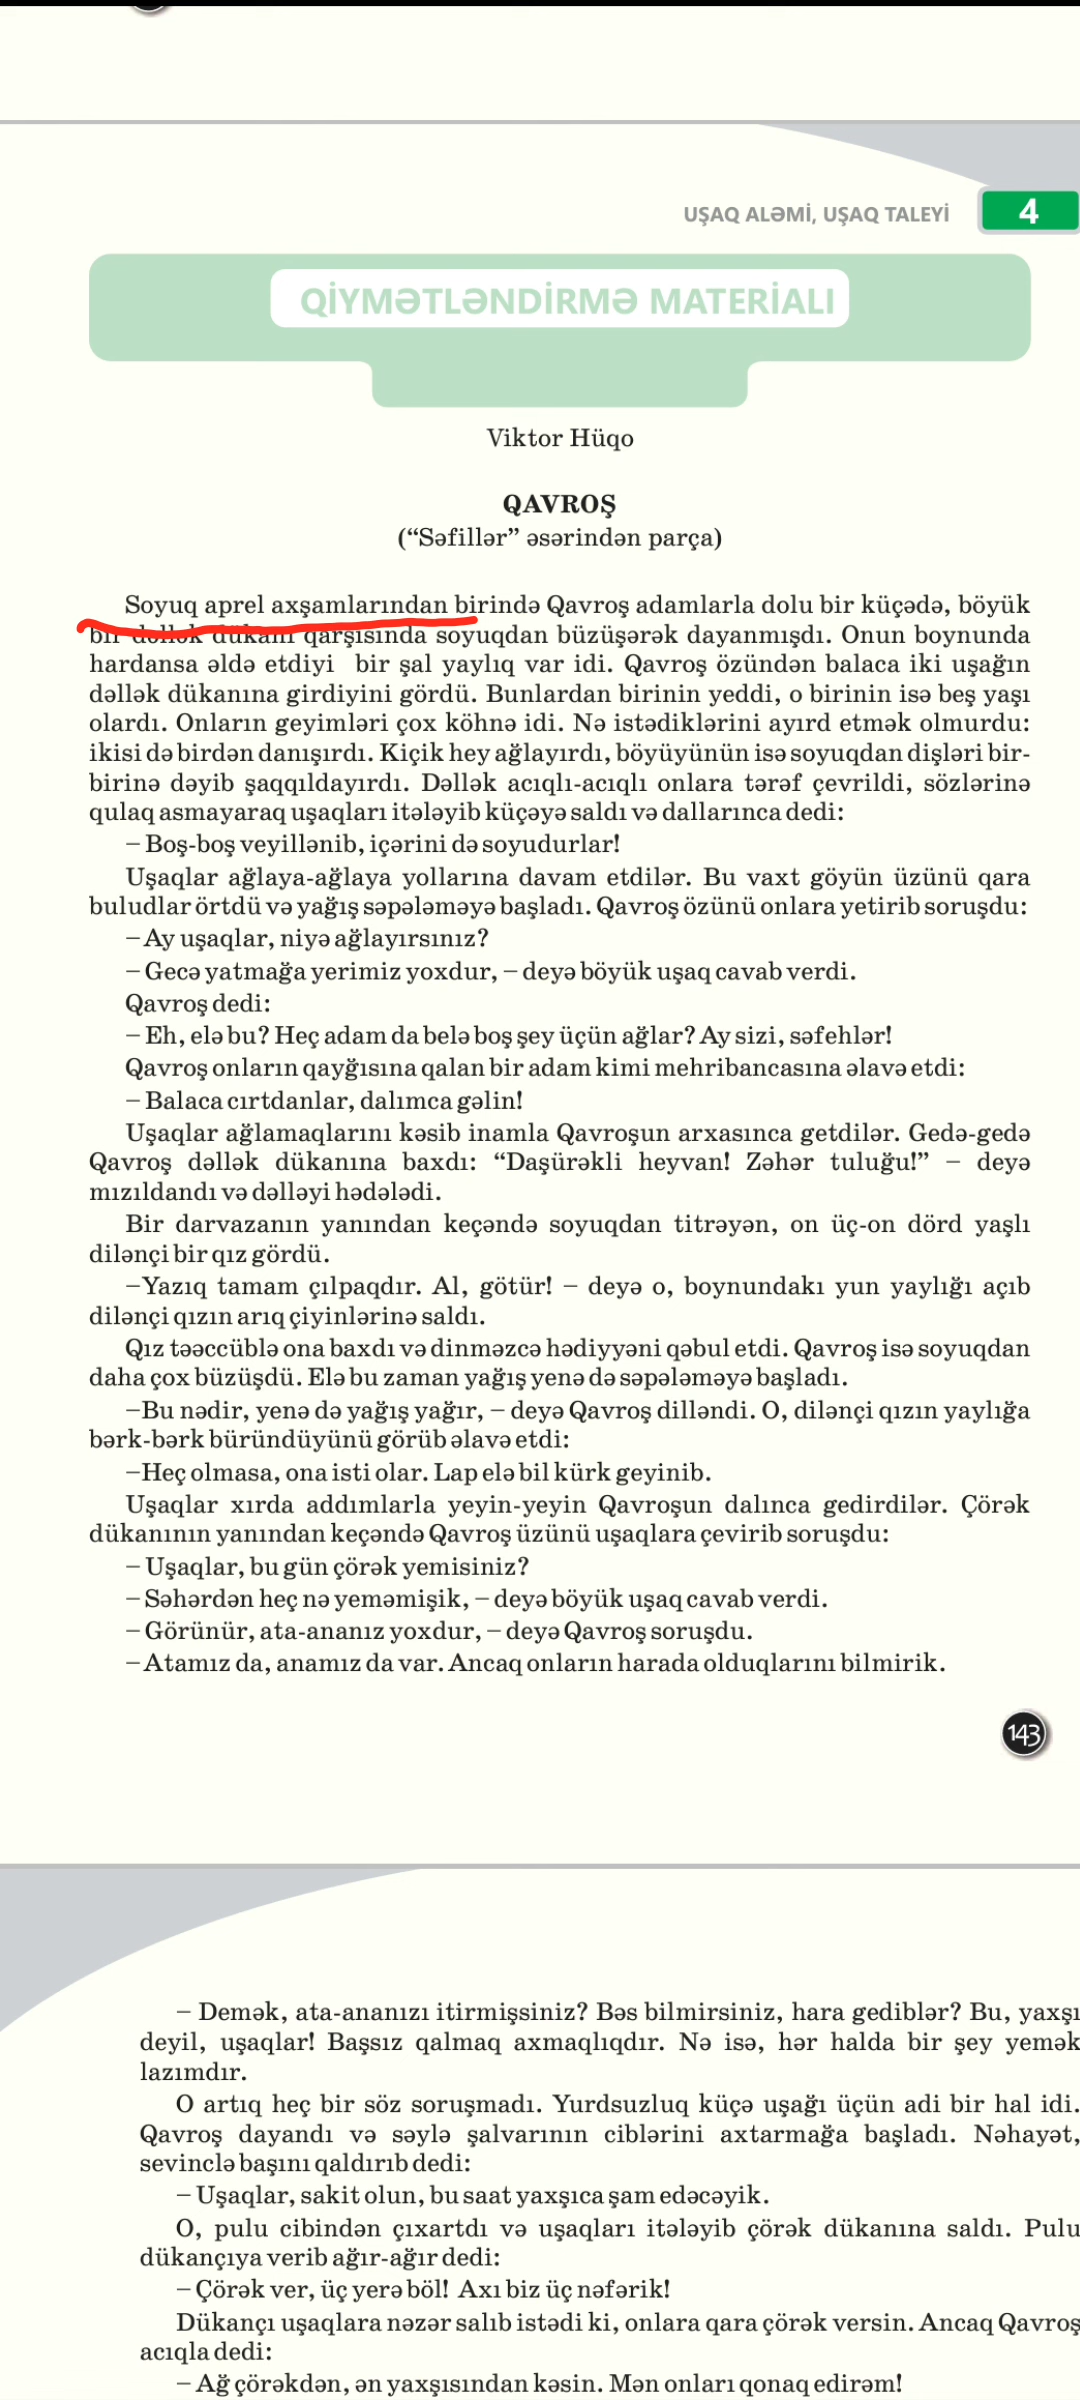 UŞAQ ALƏMİ, UŞAQ TALEYİ
4
QİYMƏTLƏNDİRMƏ MATERİALI
Viktor Hüqo
QAVROŞ
(“Səfillər” əsərindən parça)
Soyuq aprel axşamlarından birində Qavroş adamlarla dolu bir küçədə, böyük
bir dəllək dükanı qarşısında soyuqdan büzüşərək dayanmışdı. Onun boynunda
hardansa əldə etdiyi bir şal yaylıq var idi. Qavroş özündən balaca iki uşağın
dəllək dükanına girdiyini gördü. Bunlardan birinin yeddi, o birinin isə beş yaşı
olardı. Onların geyimləri çox köhnə idi. Nə istədiklərini ayırd etmək olmurdu:
ikisi də birdən danışırdı. Kiçik hey ağlayırdı, böyüyünün isə soyuqdan dişləri bir-
birinə dəyib şaqqıldayırdı. Dəllək acıqlı-acıqlı onlara tərəf çevrildi, sözlərinə
qulaq asmayaraq uşaqları itələyib küçəyə saldı və dallarınca dedi:
– Boş-boş veyillənib, içərini də soyudurlar!
Uşaqlar ağlaya-ağlaya yollarına davam etdilər. Bu vaxt göyün üzünü qara
buludlar örtdü və yağış səpələməyə başladı. Qavroş özünü onlara yetirib soruşdu:
– Ay uşaqlar, niyə ağlayırsınız?
– Gecə yatmağa yerimiz yoxdur, – deyə böyük uşaq cavab verdi.
Qavroş dedi:
– Eh, elə bu? Heç adam da belə boş şey üçün ağlar? Ay sizi, səfehlər!
Qavroş onların qayğısına qalan bir adam kimi mehribancasına əlavə etdi:
– Balaca cırtdanlar, dalımca gəlin!
Uşaqlar ağlamaqlarını kəsib inamla Qavroşun arxasınca getdilər. Gedə-gedə
Qavroş dəllək dükanına baxdı: “Daşürəkli heyvan! Zəhər tuluğu!” – deyə
mızıldandı və dəlləyi hədələdi.
Bir darvazanın yanından keçəndə soyuqdan titrəyən, on üç-on dörd yaşlı
dilənçi bir qız gördü.
–Yazıq tamam çılpaqdır. Al, götür! – deyə o, boynundakı yun yaylığı açıb
dilənçi qızın arıq çiyinlərinə saldı.
Qız təəccüblə ona baxdı və dinməzcə hədiyyəni qəbul etdi. Qavroş isə soyuqdan
daha çox büzüşdü. Elə bu zaman yağış yenə də səpələməyə başladı.
–Bu nədir, yenə də yağış yağır, – deyə Qavroş dilləndi. O, dilənçi qızın yaylığa
bərk-bərk büründüyünü görüb əlavə etdi:
–Heç olmasa, ona isti olar. Lap elə bil kürk geyinib.
Uşaqlar xırda addımlarla yeyin-yeyin Qavroşun dalınca gedirdilər. Çörək
dükanının yanından keçəndə Qavroş üzünü uşaqlara çevirib soruşdu:
– Uşaqlar, bu gün çörək yemisiniz?
– Səhərdən heç nə yeməmişik, – deyə böyük uşaq cavab verdi.
– Görünür, ata-ananız yoxdur, – deyə Qavroş soruşdu.
– Atamız da, anamız da var. Ancaq onların harada olduqlarını bilmirik.
143
– Demək, ata-ananızı itirmişsiniz? Bəs bilmirsiniz, hara gediblər? Bu, yaxşı
deyil, uşaqlar! Başsız qalmaq axmaqlıqdır. Nə isə, hər halda bir şey yemək
lazımdır.
O artıq heç bir söz soruşmadı. Yurdsuzluq küçə uşağı üçün adi bir hal idi.
Qavroş dayandı və səylə şalvarının ciblərini axtarmağa başladı. Nəhayət,
sevinclə başını qaldırıb dedi:
– Uşaqlar, sakit olun, bu saat yaxşıca şam edəcəyik.
O, pulu cibindən çıxartdı və uşaqları itələyib çörək dükanına saldı. Pulu
dükançıya verib ağır-ağır dedi:
– Çörək ver, üç yerə böl! Axı biz üç nəfərik!
Dükançı uşaqlara nəzər salıb istədi ki, onlara qara çörək versin. Ancaq Qavroş
acıqla dedi:
– Ağ çörəkdən, ən yaxşısından kəsin. Mən onları qonaq edirəm!